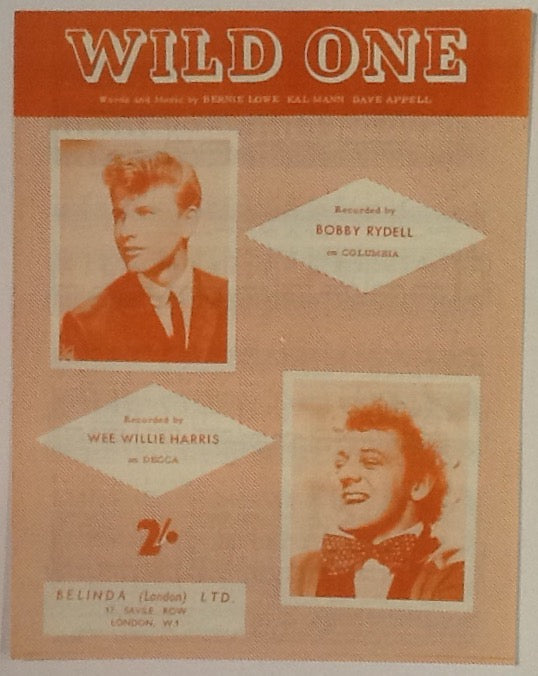 WILD ONE
Words and Music by BERNIE LOWE KAL MANN DAVE APPELL
Recorded by
BOBBY RYDELL
on COLUMBIA
Recorded by
WEE WILLIE HARRIS
on DECCA
2/-
BELINDA (London) LTD.
17 SAVILE ROW
LONDON, W.1